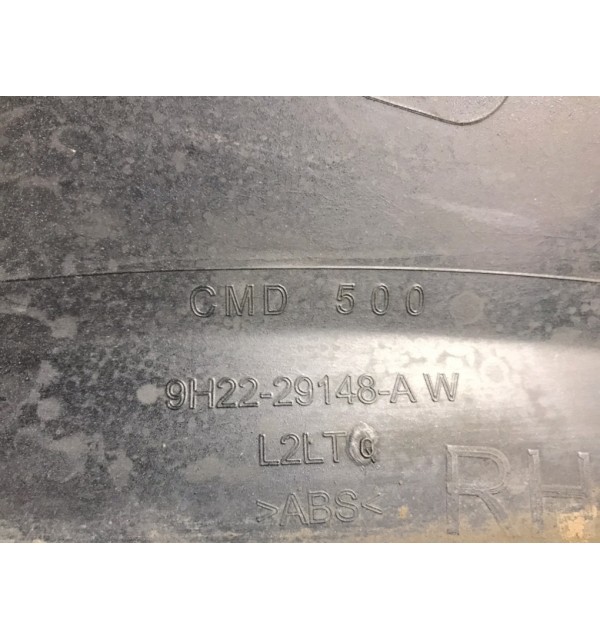 CMD 500
9H22-29148-A W
L2LTQ
>ABS<
RH